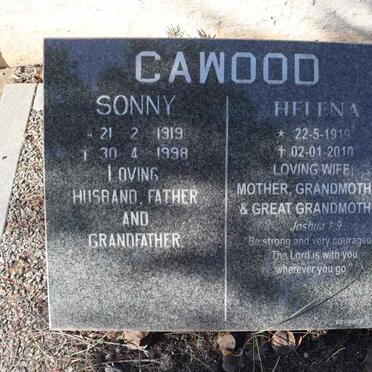 CAWOOD
SONNY
* 21 2 1919
† 30 4 1998
LOVING
HUSBAND, FATHER
AND
GRANDFATHER
HELENA
* 22-5-1919
† 02-01-2010
LOVING WIFE
MOTHER, GRANDMOTH
& GREAT GRANDMOTH
Joshua 1:9
"Be strong and very courageo
The Lord is with you
wherever you go"